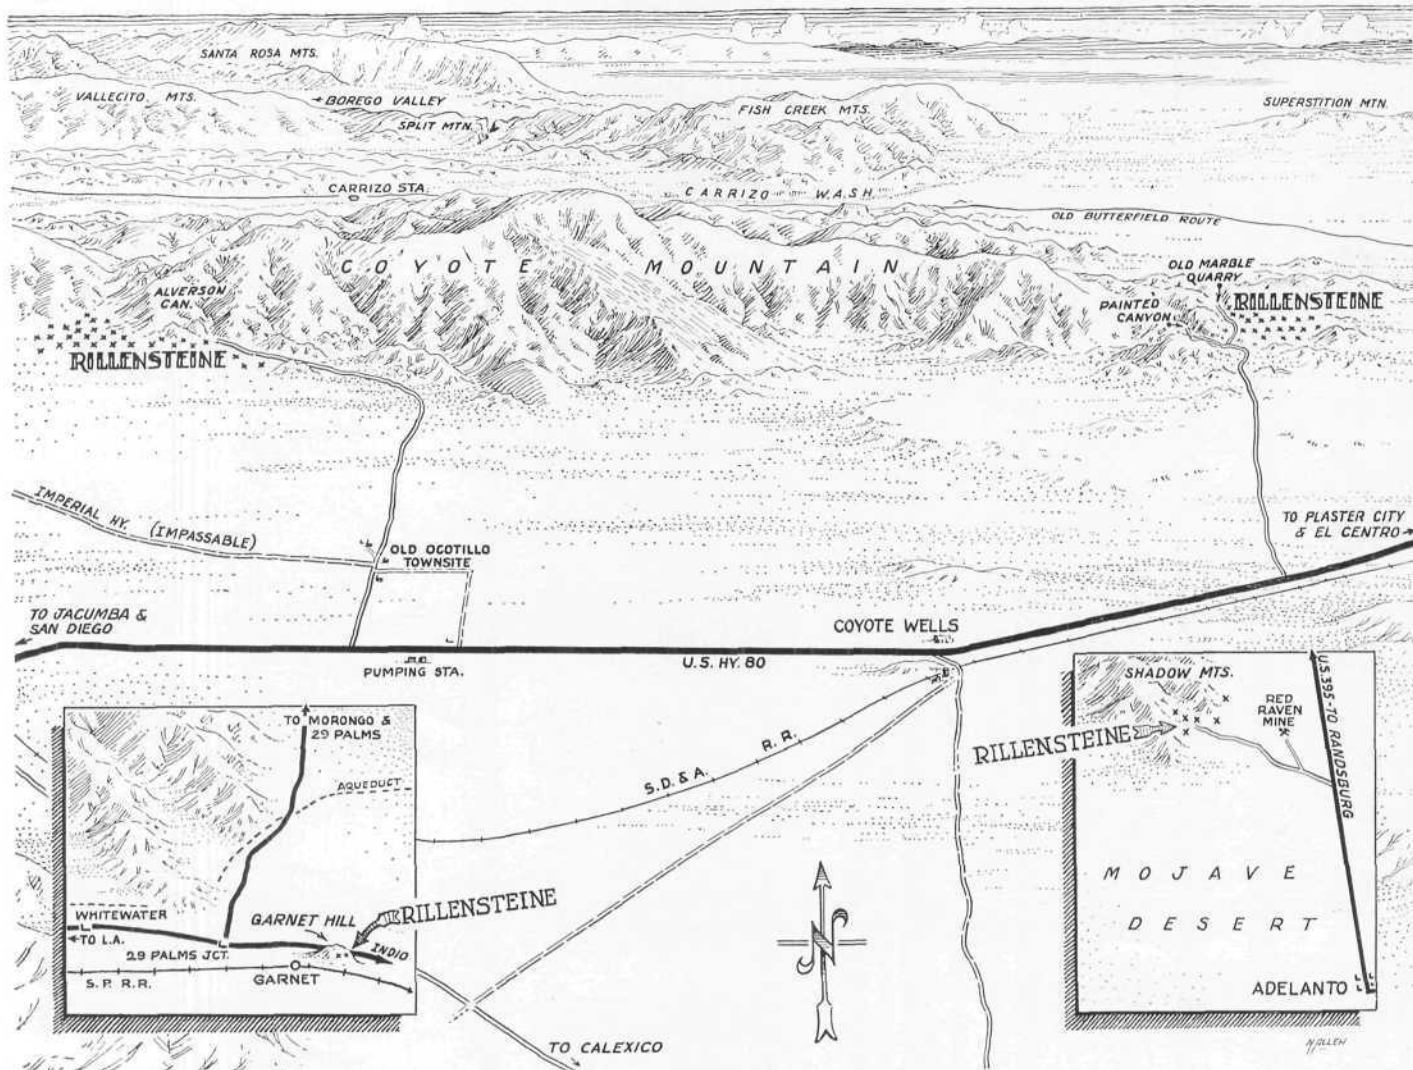 SANTA ROSA MTS.
VALLECITO MTS.
BOREGO VALLEY
SPLIT MTN.
FISH CREEK MTS.
SUPERSTITION MTN.
CARRIZO STA.
CARRIZO WASH
OLD BUTTERFIELD ROUTE
COYOTE MOUNTAIN
ALVERSON
CAN.
RILLENSTEINE
OLD MARBLE
QUARRY
RILLENSTEINE
PAINTED
CANYON
IMPERIAL HY. (IMPASSABLE)
OLD OCOTILLO
TOWNSITE
TO PLASTER CITY
& EL CENTRO
TO JACUMBA &
SAN DIEGO
COYOTE WELLS
PUMPING STA.
U.S. HY. 80
S.D. & A. R.R.
TO MORONGO &
29 PALMS
AQUEDUCT
WHITEWATER
TO L.A.
29 PALMS JCT.
GARNET HILL
RILLENSTEINE
INDIO
S.P. R.R.
GARNET
TO CALEXICO
N
SHADOW MTS.
RED
RAVEN
MINE
RILLENSTEINE
U.S. 395-TO RANDSBURG
MOJAVE
DESERT
ADELANTO